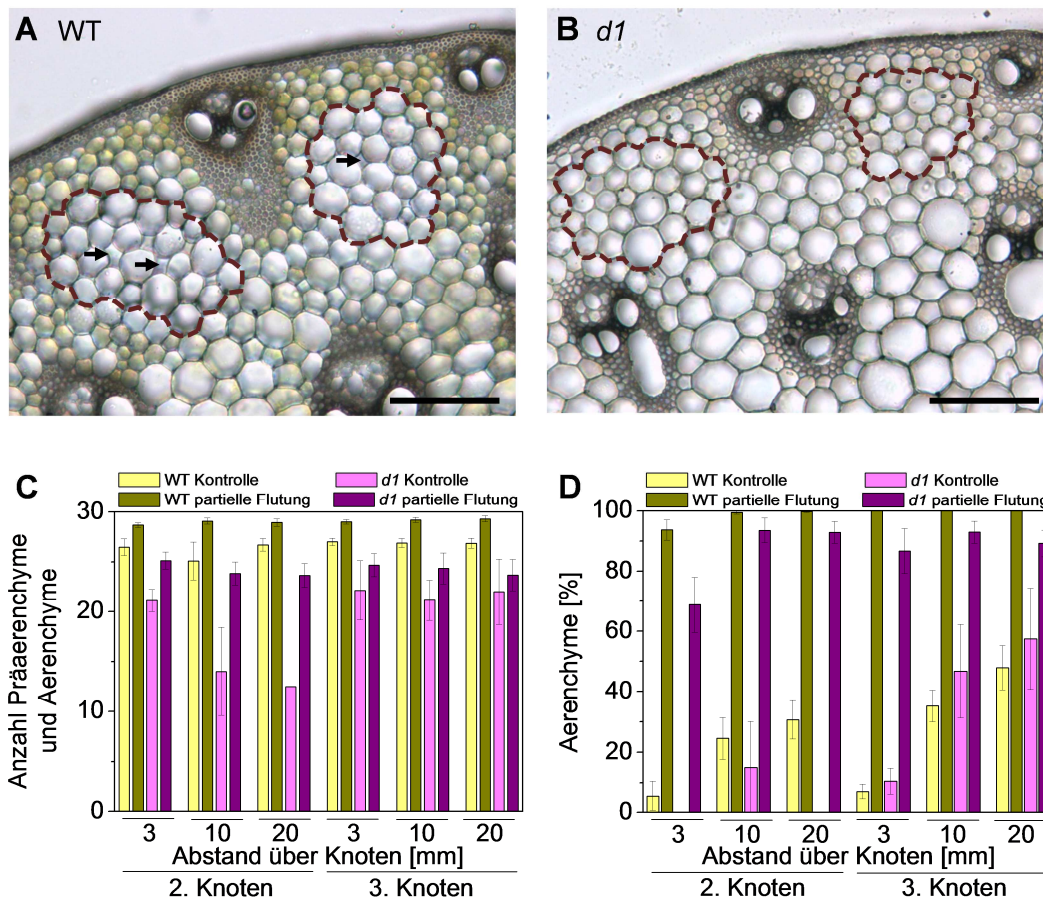 A WT
B d1
C
WT Kontrolle
d1 Kontrolle
WT partielle Flutung
d1 partielle Flutung
Anzahl Präaerenchyme
und Aerenchyme
30
20
10
0
3 10 20 3 10 20
Abstand über Knoten [mm]
2. Knoten 3. Knoten
D
WT Kontrolle
d1 Kontrolle
WT partielle Flutung
d1 partielle Flutung
Aerenchyme [%]
100
80
60
40
20
0
3 10 20 3 10 20
Abstand über Knoten [mm]
2. Knoten 3. Knoten